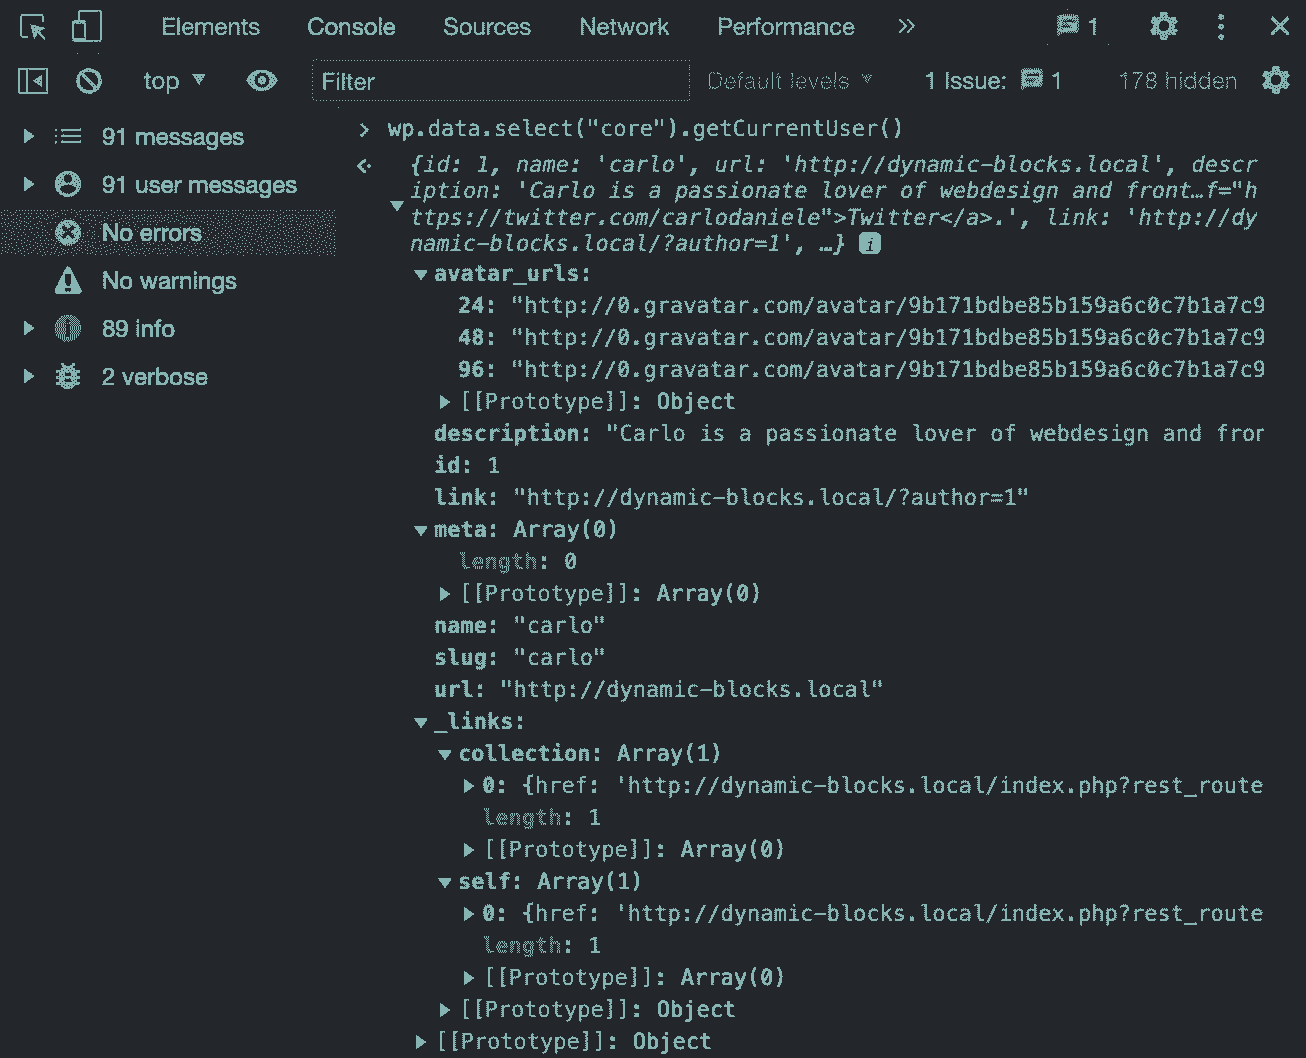 Elements Console Sources Network Performance » 1
top ▼ Filter Default levels ▼ 1 Issue: 1 178 hidden
91 messages
91 user messages
No errors
No warnings
89 info
2 verbose
> wp.data.select("core").getCurrentUser()
{id: 1, name: 'carlo', url: 'http://dynamic-blocks.local', descr
iption: 'Carlo is a passionate lover of webdesign and front…f="h
ttps://twitter.com/carlodaniele">Twitter</a>.', link: 'http://dy
namic-blocks.local/?author=1', …} i
▼ avatar_urls:
24: "http://0.gravatar.com/avatar/9b171bdbe85b159a6c0c7b1a7c9
48: "http://0.gravatar.com/avatar/9b171bdbe85b159a6c0c7b1a7c9
96: "http://0.gravatar.com/avatar/9b171bdbe85b159a6c0c7b1a7c9
▶ [[Prototype]]: Object
description: "Carlo is a passionate lover of webdesign and fron
id: 1
link: "http://dynamic-blocks.local/?author=1"
▼ meta: Array(0)
length: 0
▶ [[Prototype]]: Array(0)
name: "carlo"
slug: "carlo"
url: "http://dynamic-blocks.local"
▼ _links:
▼ collection: Array(1)
▶ 0: {href: 'http://dynamic-blocks.local/index.php?rest_route
length: 1
▶ [[Prototype]]: Array(0)
▼ self: Array(1)
▶ 0: {href: 'http://dynamic-blocks.local/index.php?rest_route
length: 1
▶ [[Prototype]]: Array(0)
▶ [[Prototype]]: Object
▶ [[Prototype]]: Object